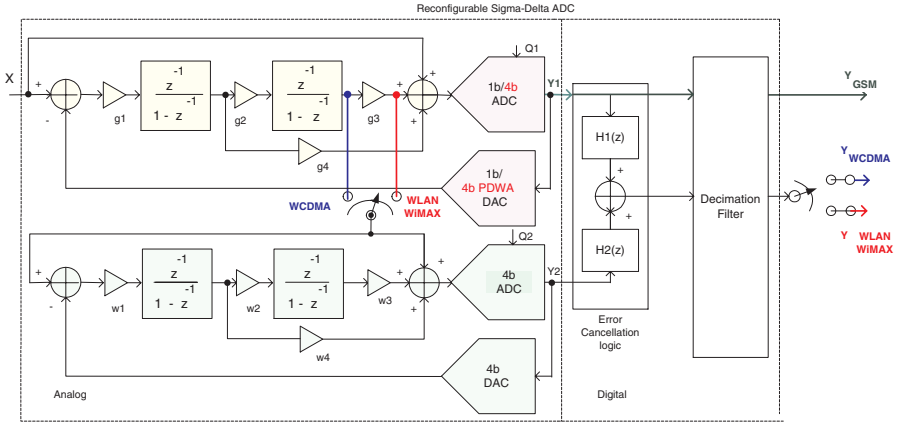 Reconfigurable Sigma-Delta ADC
X
+
-
g1
z -1
1 - z -1
g2
z -1
1 - z -1
g3
g4
+
+
+
1b/4b
ADC
Q1
Y1
1b/
4b PDWA
DAC
WCDMA
WLAN
WiMAX
H1(z)
+
+
H2(z)
Error
Cancellation
logic
Decimation
Filter
Y GSM
Y WCDMA
Y WLAN
WiMAX
+
-
w1
z -1
1 - z -1
w2
z -1
1 - z -1
w3
w4
+
+
+
4b
ADC
Q2
Y2
4b
DAC
Analog
Digital